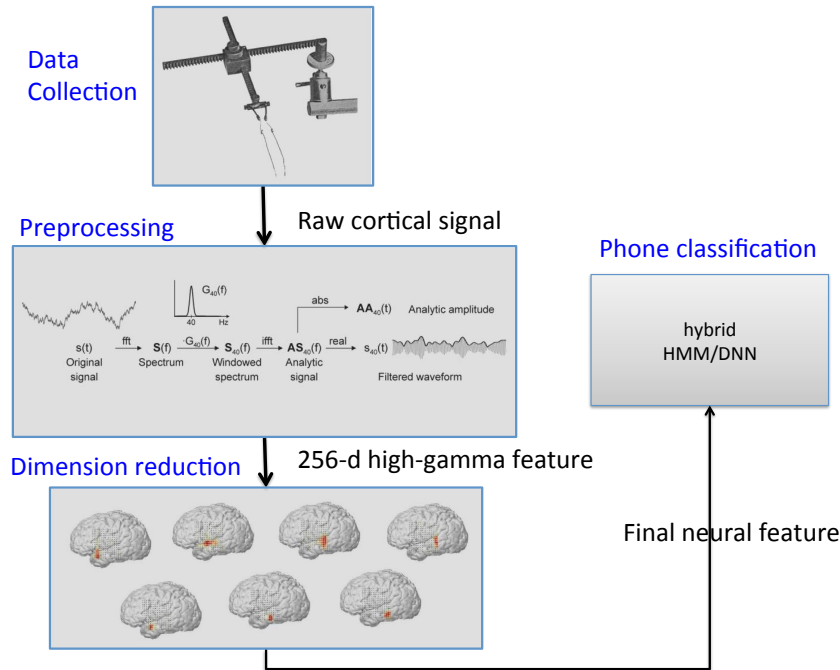 Data
Collection
Raw cortical signal
Preprocessing
G₄₀(f)
40 Hz
abs
AA₄₀(t) Analytic amplitude
s(t) fft S(f) ·G₄₀(f) S₄₀(f) ifft AS₄₀(f) real s₄₀(t)
Original Spectrum Windowed Analytic Filtered waveform
signal spectrum signal
256-d high-gamma feature
Dimension reduction
Final neural feature
Phone classification
hybrid
HMM/DNN